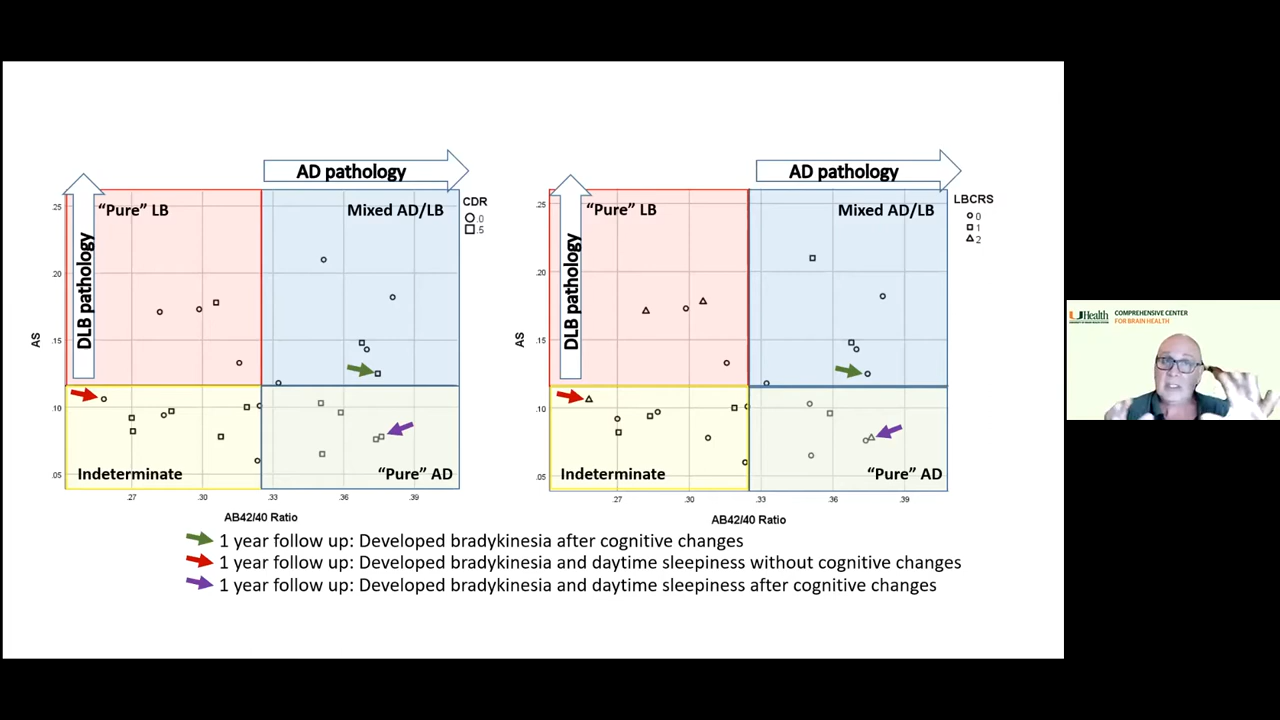 AD pathology
"Pure" LB
Mixed AD/LB
DLB pathology
AS
.25
.20
.15
.10
.05
Indeterminate
"Pure" AD
.27
.30
.33
.36
.39
AB42/40 Ratio
CDR
.0
.5
AD pathology
"Pure" LB
Mixed AD/LB
DLB pathology
AS
.25
.20
.15
.10
.05
Indeterminate
"Pure" AD
.27
.30
.33
.36
.39
AB42/40 Ratio
LBCRS
0
1
2
1 year follow up: Developed bradykinesia after cognitive changes
1 year follow up: Developed bradykinesia and daytime sleepiness without cognitive changes
1 year follow up: Developed bradykinesia and daytime sleepiness after cognitive changes
UHealth
COMPREHENSIVE CENTER
FOR BRAIN HEALTH